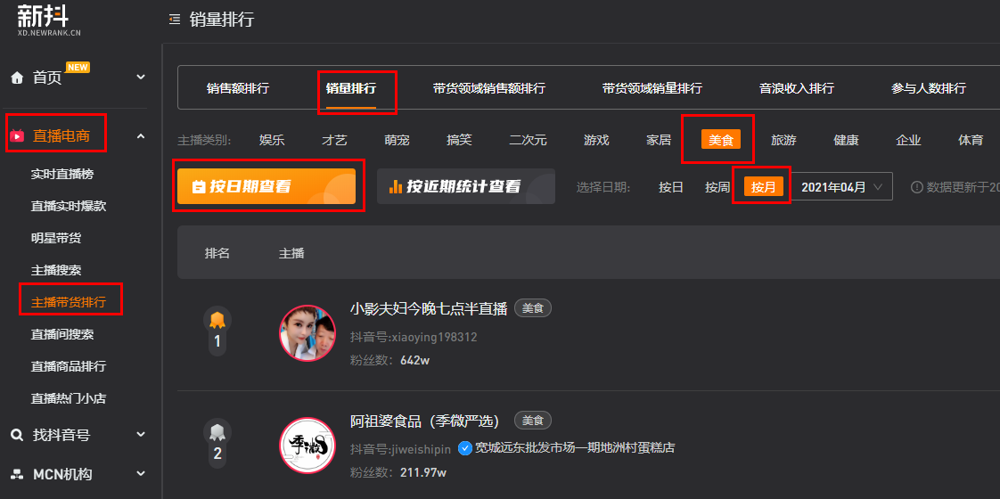 新抖
XD.NEWRANK.CN
首页 NEW
直播电商
实时直播榜
直播实时爆款
明星带货
主播搜索
主播带货排行
直播间搜索
直播商品排行
直播热门小店
找抖音号
MCN机构
销量排行
销售额排行 销量排行 带货领域销售额排行 带货领域销量排行 音浪收入排行 参与人数排行
主播类别: 娱乐 才艺 萌宠 搞笑 二次元 游戏 家居 美食 旅游 健康 企业 体育
按日期查看 按近期统计查看 选择日期: 按日 按周 按月 2021年04月 数据更新于20
排名 主播
1
小影夫妇今晚七点半直播 美食
抖音号:xiaoying198312
粉丝数: 642w
2
季微
阿祖婆食品（季微严选） 美食
抖音号:jiweishipin 宽城远东批发市场一期地洲村蛋糕店
粉丝数: 211.97w